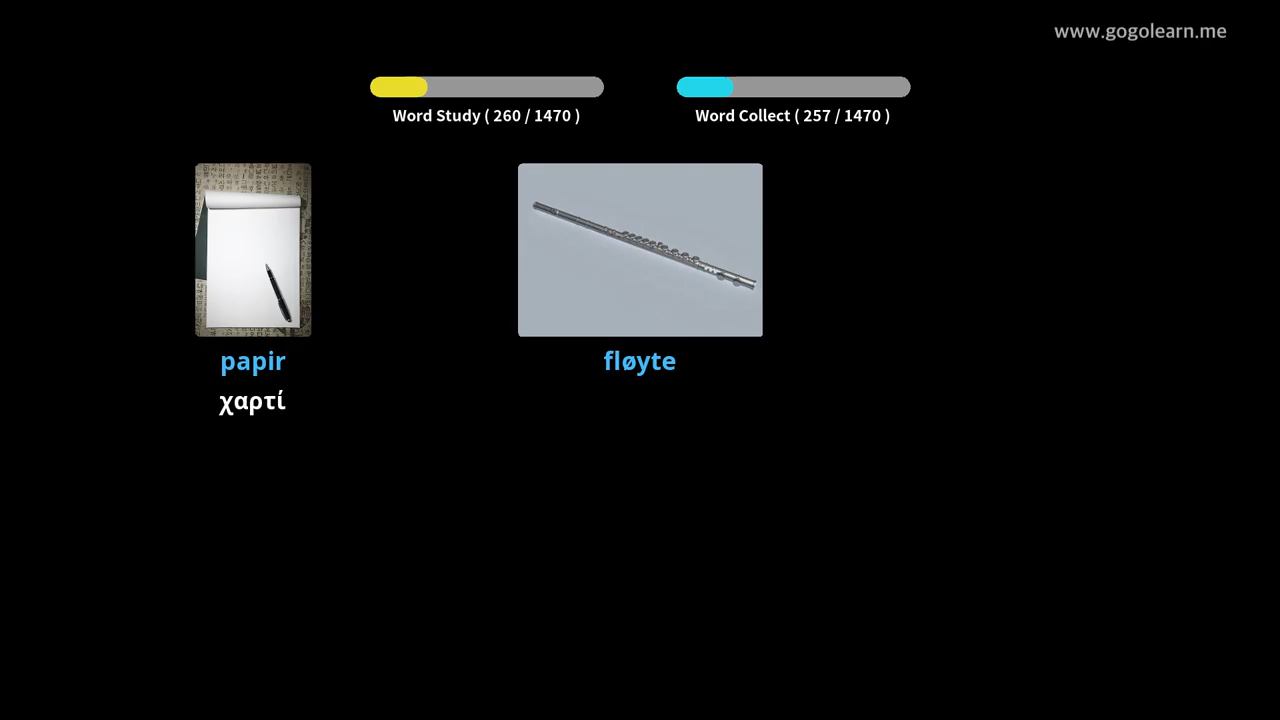 www.gogolearn.me
Word Study ( 260 / 1470 )
Word Collect ( 257 / 1470 )
papir
χαρτί
fløyte